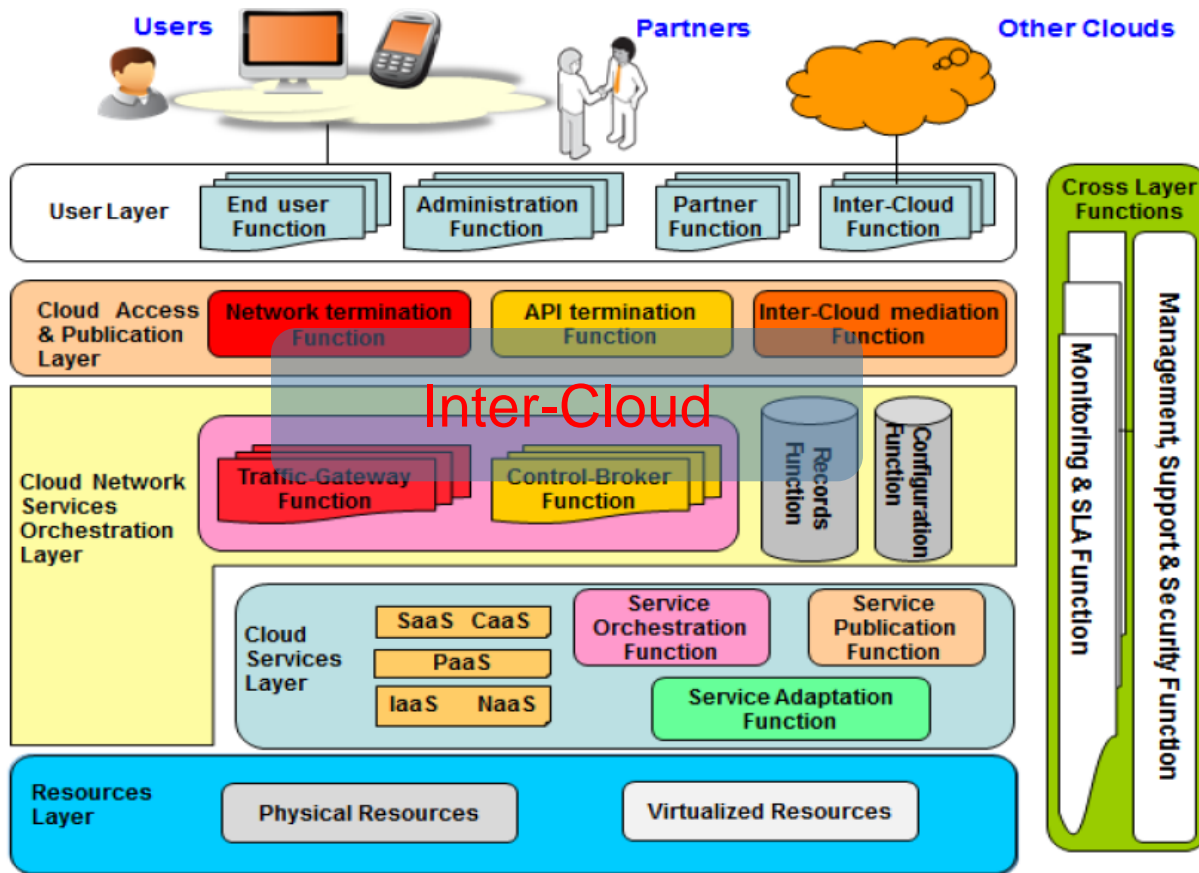 Users
Partners
Other Clouds
User Layer
End user
Function
Administration
Function
Partner
Function
Inter-Cloud
Function
Cross Layer
Functions
Cloud Access
& Publication
Layer
Network termination
Function
API termination
Function
Inter-Cloud mediation
Function
Inter-Cloud
Cloud Network
Services
Orchestration
Layer
Traffic-Gateway
Function
Control-Broker
Function
Records
Function
Configuration
Function
Monitoring & SLA Function
Management, Support & Security Function
Cloud
Services
Layer
SaaS CaaS
PaaS
IaaS NaaS
Service
Orchestration
Function
Service
Publication
Function
Service Adaptation
Function
Resources
Layer
Physical Resources
Virtualized Resources